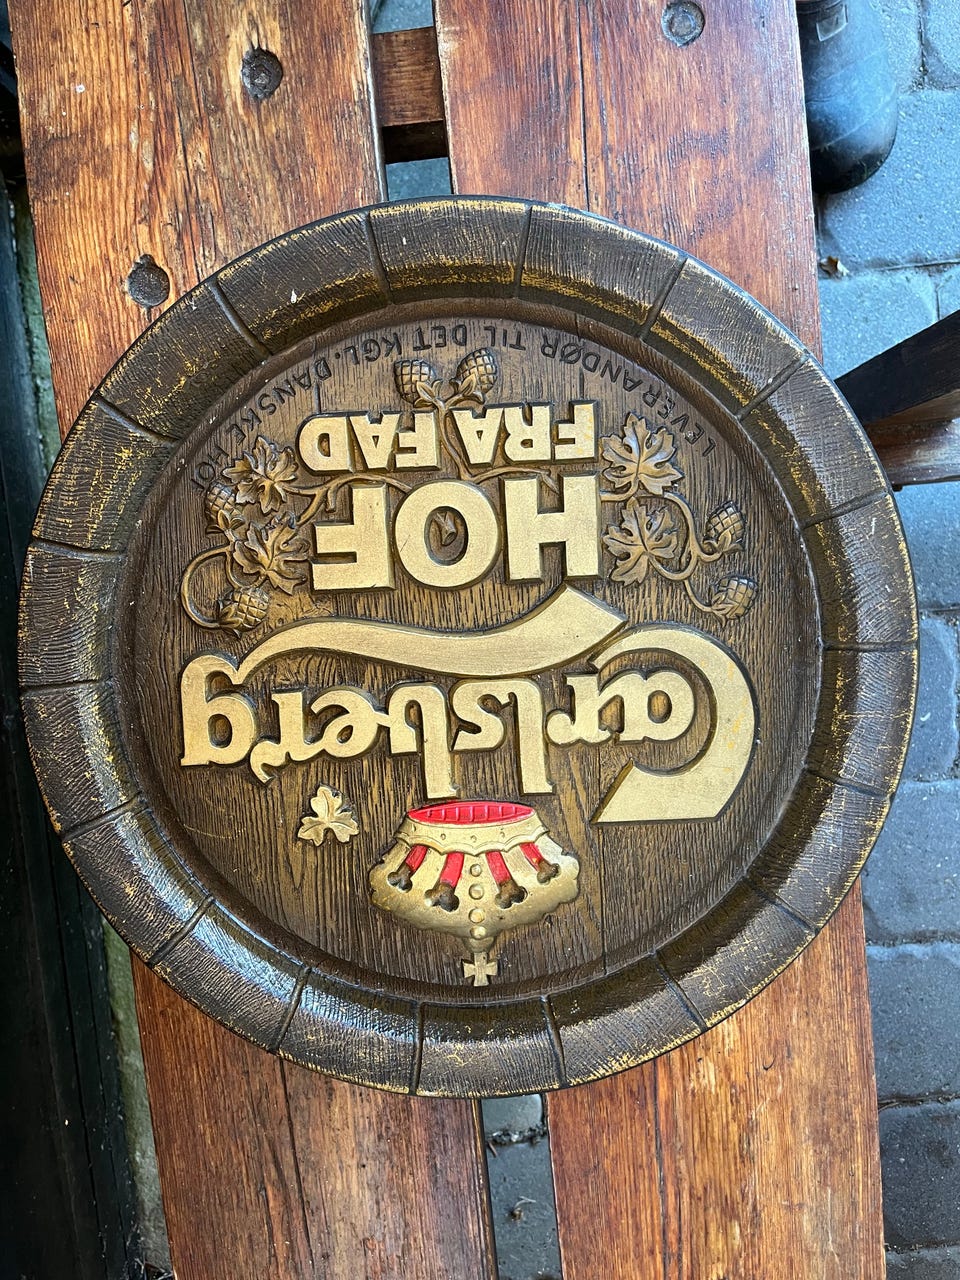 Carlsberg
HOF
FRA FAD
LEVERANDØR TIL DET KGL. DANSKE HOF